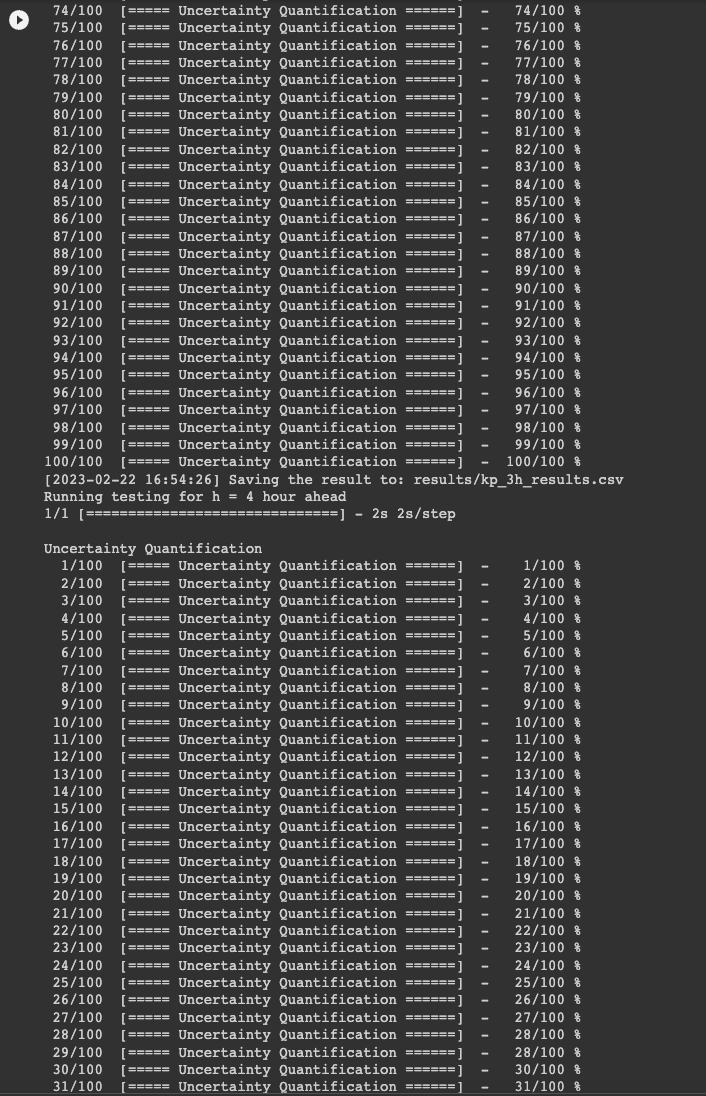 74/100 [===== Uncertainty Quantification ======] - 74/100 %
75/100 [===== Uncertainty Quantification ======] - 75/100 %
76/100 [===== Uncertainty Quantification ======] - 76/100 %
77/100 [===== Uncertainty Quantification ======] - 77/100 %
78/100 [===== Uncertainty Quantification ======] - 78/100 %
79/100 [===== Uncertainty Quantification ======] - 79/100 %
80/100 [===== Uncertainty Quantification ======] - 80/100 %
81/100 [===== Uncertainty Quantification ======] - 81/100 %
82/100 [===== Uncertainty Quantification ======] - 82/100 %
83/100 [===== Uncertainty Quantification ======] - 83/100 %
84/100 [===== Uncertainty Quantification ======] - 84/100 %
85/100 [===== Uncertainty Quantification ======] - 85/100 %
86/100 [===== Uncertainty Quantification ======] - 86/100 %
87/100 [===== Uncertainty Quantification ======] - 87/100 %
88/100 [===== Uncertainty Quantification ======] - 88/100 %
89/100 [===== Uncertainty Quantification ======] - 89/100 %
90/100 [===== Uncertainty Quantification ======] - 90/100 %
91/100 [===== Uncertainty Quantification ======] - 91/100 %
92/100 [===== Uncertainty Quantification ======] - 92/100 %
93/100 [===== Uncertainty Quantification ======] - 93/100 %
94/100 [===== Uncertainty Quantification ======] - 94/100 %
95/100 [===== Uncertainty Quantification ======] - 95/100 %
96/100 [===== Uncertainty Quantification ======] - 96/100 %
97/100 [===== Uncertainty Quantification ======] - 97/100 %
98/100 [===== Uncertainty Quantification ======] - 98/100 %
99/100 [===== Uncertainty Quantification ======] - 99/100 %
100/100 [===== Uncertainty Quantification ======] - 100/100 %
[2023-02-22 16:54:26] Saving the result to: results/kp_3h_results.csv
Running testing for h = 4 hour ahead
1/1 [==============================] - 2s 2s/step
Uncertainty Quantification
1/100 [===== Uncertainty Quantification ======] - 1/100 %
2/100 [===== Uncertainty Quantification ======] - 2/100 %
3/100 [===== Uncertainty Quantification ======] - 3/100 %
4/100 [===== Uncertainty Quantification ======] - 4/100 %
5/100 [===== Uncertainty Quantification ======] - 5/100 %
6/100 [===== Uncertainty Quantification ======] - 6/100 %
7/100 [===== Uncertainty Quantification ======] - 7/100 %
8/100 [===== Uncertainty Quantification ======] - 8/100 %
9/100 [===== Uncertainty Quantification ======] - 9/100 %
10/100 [===== Uncertainty Quantification ======] - 10/100 %
11/100 [===== Uncertainty Quantification ======] - 11/100 %
12/100 [===== Uncertainty Quantification ======] - 12/100 %
13/100 [===== Uncertainty Quantification ======] - 13/100 %
14/100 [===== Uncertainty Quantification ======] - 14/100 %
15/100 [===== Uncertainty Quantification ======] - 15/100 %
16/100 [===== Uncertainty Quantification ======] - 16/100 %
17/100 [===== Uncertainty Quantification ======] - 17/100 %
18/100 [===== Uncertainty Quantification ======] - 18/100 %
19/100 [===== Uncertainty Quantification ======] - 19/100 %
20/100 [===== Uncertainty Quantification ======] - 20/100 %
21/100 [===== Uncertainty Quantification ======] - 21/100 %
22/100 [===== Uncertainty Quantification ======] - 22/100 %
23/100 [===== Uncertainty Quantification ======] - 23/100 %
24/100 [===== Uncertainty Quantification ======] - 24/100 %
25/100 [===== Uncertainty Quantification ======] - 25/100 %
26/100 [===== Uncertainty Quantification ======] - 26/100 %
27/100 [===== Uncertainty Quantification ======] - 27/100 %
28/100 [===== Uncertainty Quantification ======] - 28/100 %
29/100 [===== Uncertainty Quantification ======] - 28/100 %
30/100 [===== Uncertainty Quantification ======] - 30/100 %
31/100 [===== Uncertainty Quantification ======] - 31/100 %